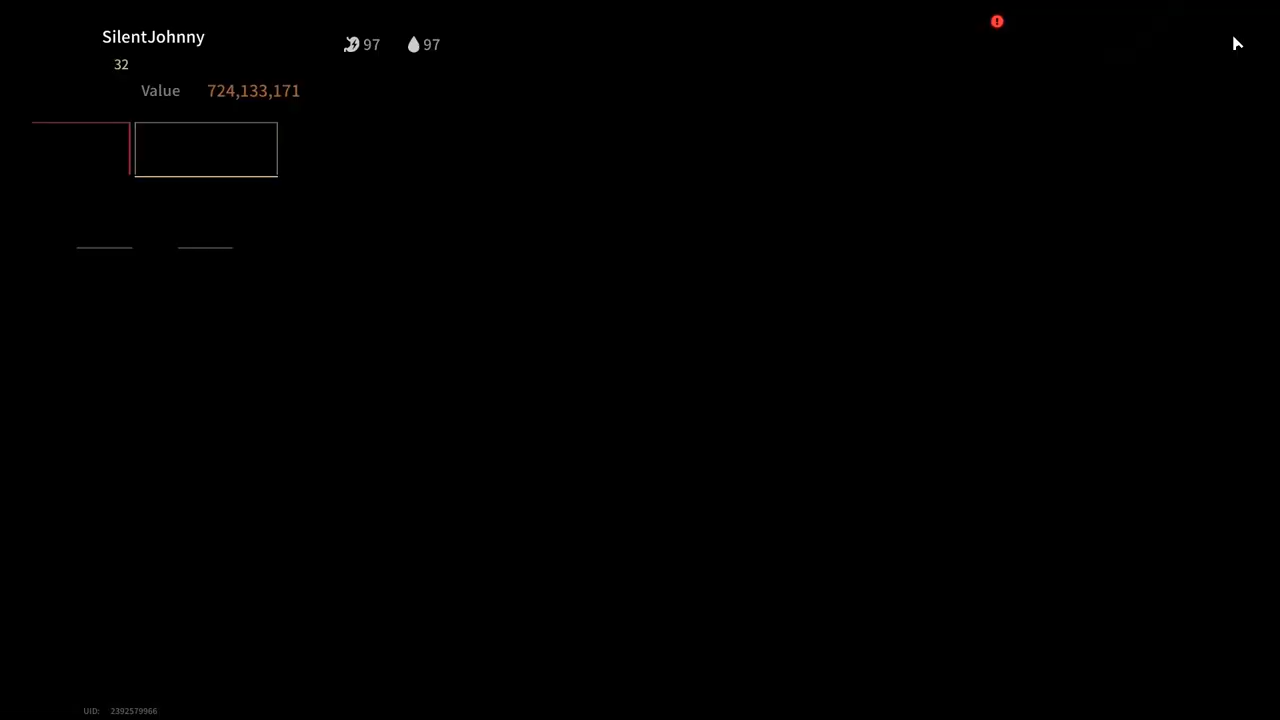 SilentJohnny
97 97
32
Value 724,133,171
UID: 2392579966